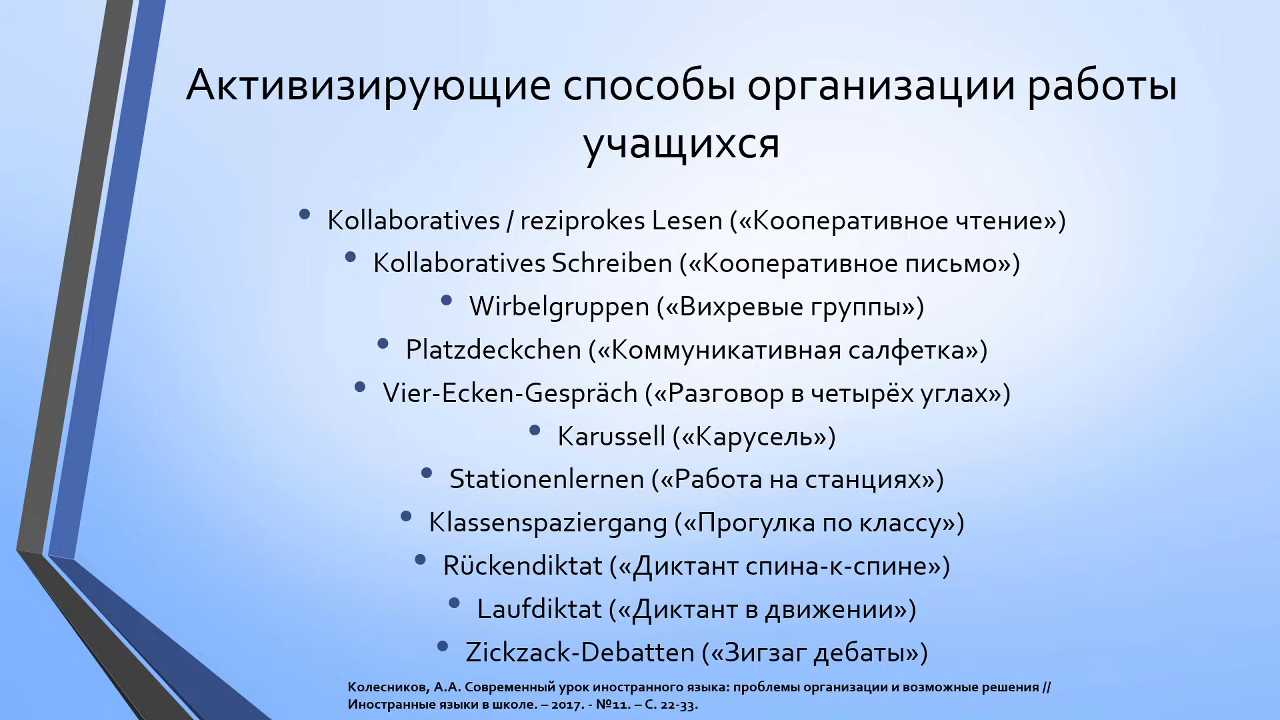 Активизирующие способы организации работы
учащихся
• Kollaboratives / reziprokes Lesen («Кооперативное чтение»)
• Kollaboratives Schreiben («Кооперативное письмо»)
• Wirbelgruppen («Вихревые группы»)
• Platzdeckchen («Коммуникативная салфетка»)
• Vier-Ecken-Gespräch («Разговор в четырёх углах»)
• Karussell («Карусель»)
• Stationenlernen («Работа на станциях»)
• Klassenspaziergang («Прогулка по классу»)
• Rückendiktat («Диктант спина-к-спине»)
• Laufdiktat («Диктант в движении»)
• Zickzack-Debatten («Зигзаг дебаты»)
Колесников, А.А. Современный урок иностранного языка: проблемы организации и возможные решения //
Иностранные языки в школе. – 2017. - №11. – С. 22-33.